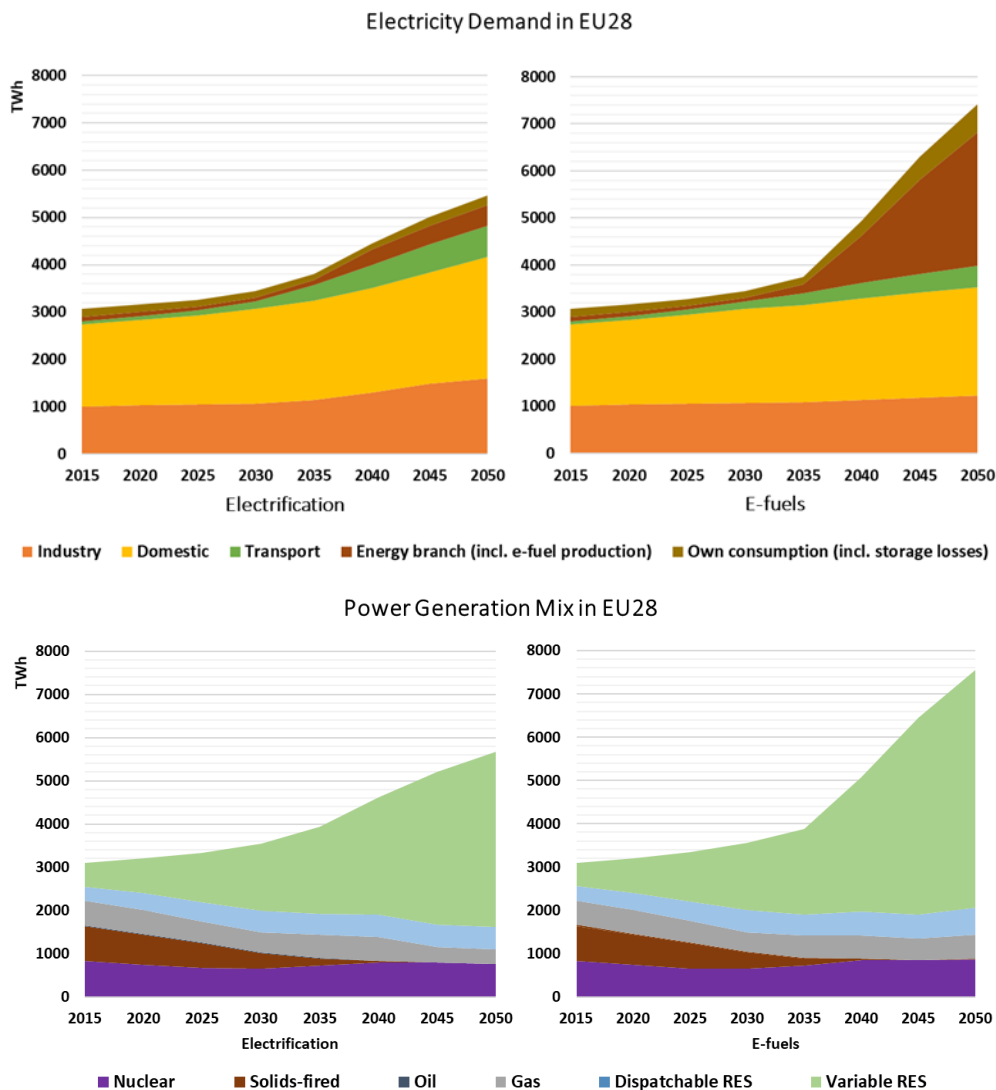 Electricity Demand in EU28
TWh
8000
7000
6000
5000
4000
3000
2000
1000
0
2015 2020 2025 2030 2035 2040 2045 2050
Electrification
8000
7000
6000
5000
4000
3000
2000
1000
0
2015 2020 2025 2030 2035 2040 2045 2050
E-fuels
Industry Domestic Transport Energy branch (incl. e-fuel production) Own consumption (incl. storage losses)
Power Generation Mix in EU28
TWh
8000
7000
6000
5000
4000
3000
2000
1000
0
2015 2020 2025 2030 2035 2040 2045 2050
Electrification
8000
7000
6000
5000
4000
3000
2000
1000
0
2015 2020 2025 2030 2035 2040 2045 2050
E-fuels
Nuclear Solids-fired Oil Gas Dispatchable RES Variable RES